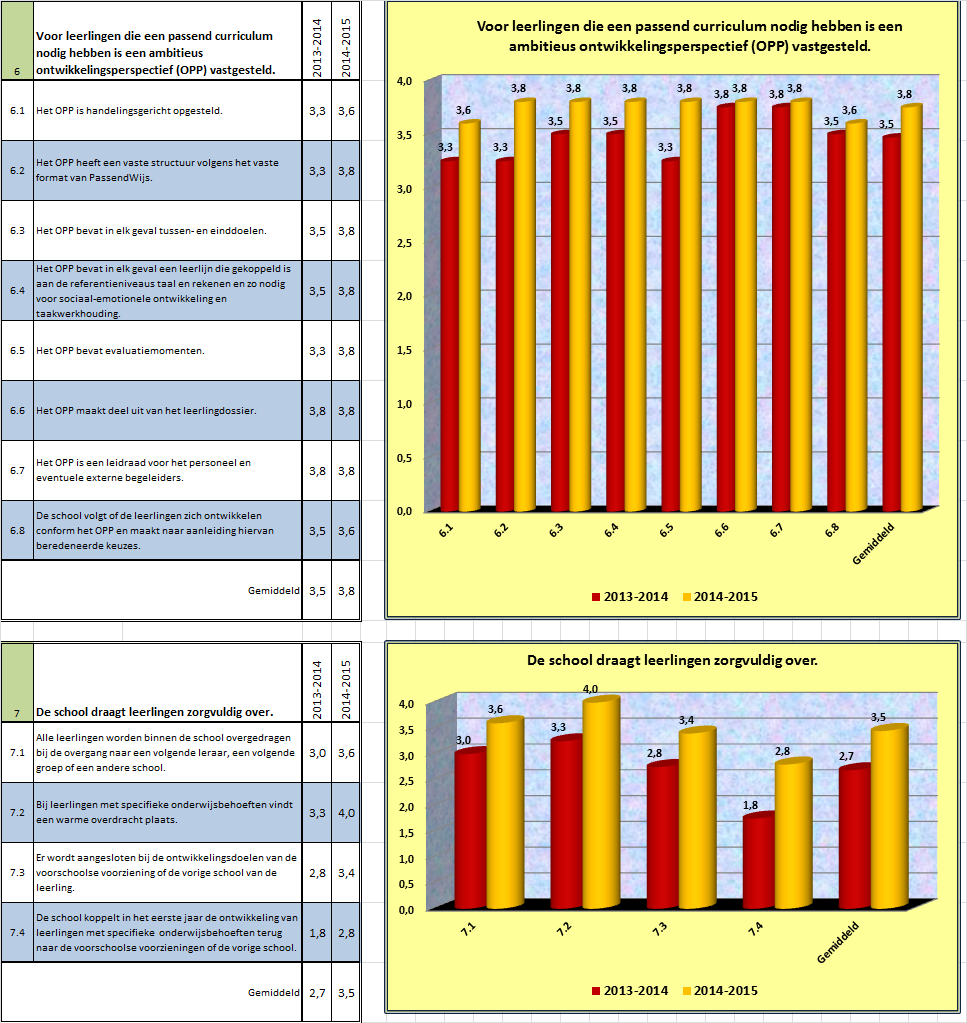 6
Voor leerlingen die een passend curriculum
nodig hebben is een ambitieus
ontwikkelingsperspectief (OPP) vastgesteld.
2013-2014
2014-2015
6.1 Het OPP is handelingsgericht opgesteld. 3,3 3,6
6.2 Het OPP heeft een vaste structuur volgens het vaste
format van PassendWijs. 3,3 3,8
6.3 Het OPP bevat in elk geval tussen- en einddoelen. 3,5 3,8
6.4 Het OPP bevat in elk geval een leerlijn die gekoppeld is
aan de referentieniveaus taal en rekenen en zo nodig
voor sociaal-emotionele ontwikkeling en
taakwerkhouding. 3,5 3,8
6.5 Het OPP bevat evaluatiemomenten. 3,3 3,8
6.6 Het OPP maakt deel uit van het leerlingdossier. 3,8 3,8
6.7 Het OPP is een leidraad voor het personeel en
eventuele externe begeleiders. 3,8 3,8
6.8 De school volgt of de leerlingen zich ontwikkelen
conform het OPP en maakt naar aanleiding hiervan
beredeneerde keuzes. 3,5 3,6
Gemiddeld 3,5 3,8
Voor leerlingen die een passend curriculum nodig hebben is een
ambitieus ontwikkelingsperspectief (OPP) vastgesteld.
4,0
3,5
3,0
2,5
2,0
1,5
1,0
0,5
0,0
3,3 3,6 3,3 3,8 3,5 3,8 3,5 3,8 3,3 3,8 3,8 3,8 3,8 3,8 3,5 3,6 3,5 3,8
6.1 6.2 6.3 6.4 6.5 6.6 6.7 6.8 Gemiddeld
2013-2014 2014-2015
7 De school draagt leerlingen zorgvuldig over.
2013-2014
2014-2015
7.1 Alle leerlingen worden binnen de school overgedragen
bij de overgang naar een volgende leraar, een volgende
groep of een andere school. 3,0 3,6
7.2 Bij leerlingen met specifieke onderwijsbehoeften vindt
een warme overdracht plaats. 3,3 4,0
7.3 Er wordt aangesloten bij de ontwikkelingsdoelen van de
voorschoolse voorziening of de vorige school van de
leerling. 2,8 3,4
7.4 De school koppelt in het eerste jaar de ontwikkeling van
leerlingen met specifieke onderwijsbehoeften terug
naar de voorschoolse voorzieningen of de vorige school. 1,8 2,8
Gemiddeld 2,7 3,5
De school draagt leerlingen zorgvuldig over.
4,0
3,5
3,0
2,5
2,0
1,5
1,0
0,5
0,0
3,0 3,6 3,3 4,0 2,8 3,4 1,8 2,8 2,7 3,5
7.1 7.2 7.3 7.4 Gemiddeld
2013-2014 2014-2015